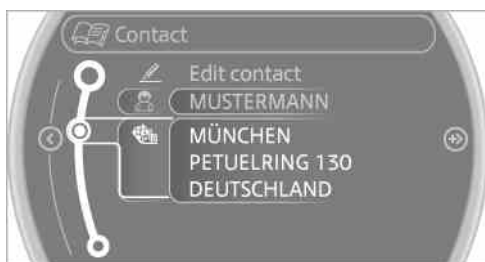 Contact
Edit contact
MUSTERMANN
MÜNCHEN
PETUELRING 130
DEUTSCHLAND